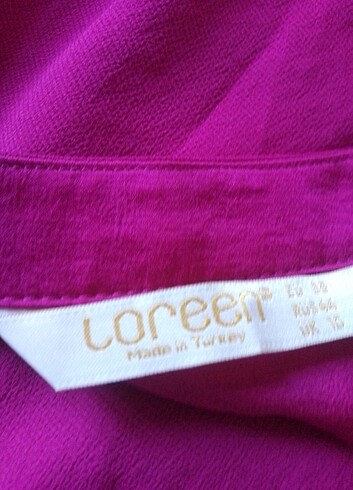 Loreen®
Made in Turkey
EU 38
RUS 44
UK 10